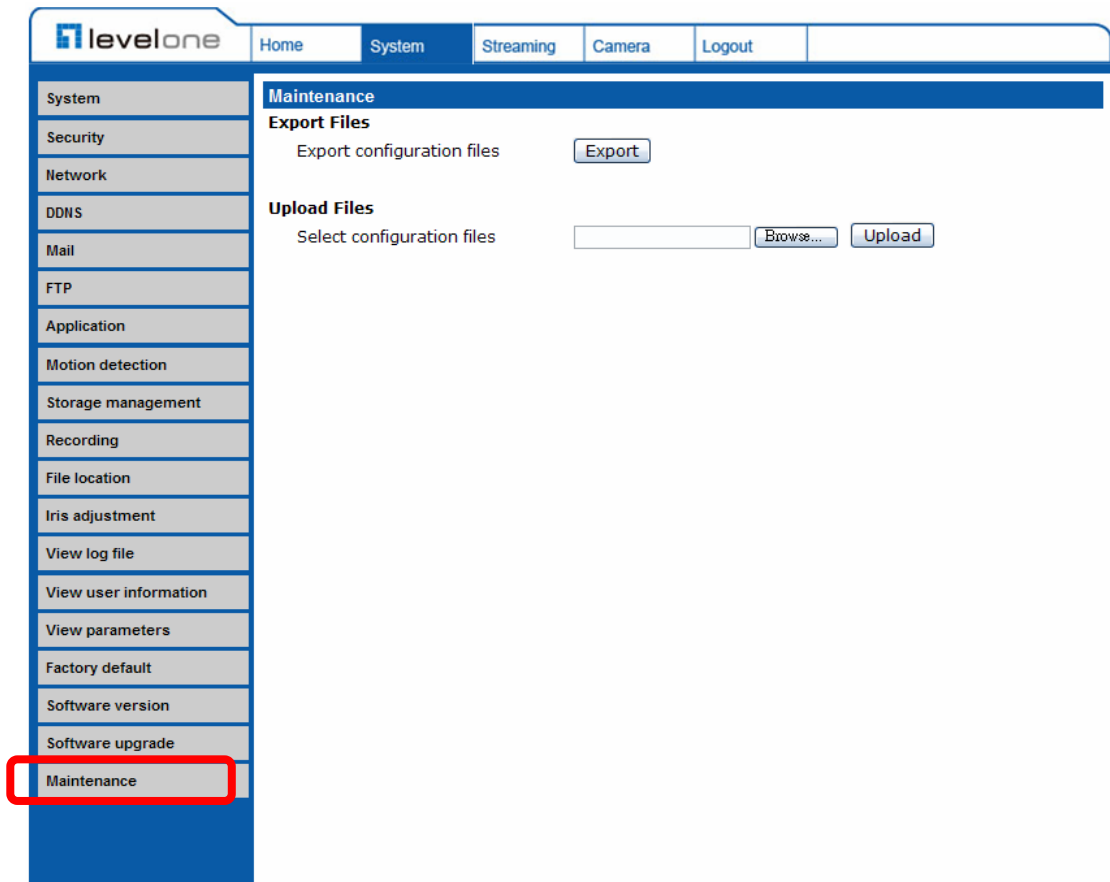 levelone
Home System Streaming Camera Logout
System
Security
Network
DDNS
Mail
FTP
Application
Motion detection
Storage management
Recording
File location
Iris adjustment
View log file
View user information
View parameters
Factory default
Software version
Software upgrade
Maintenance
Maintenance
Export Files
Export configuration files Export
Upload Files
Select configuration files Browse... Upload